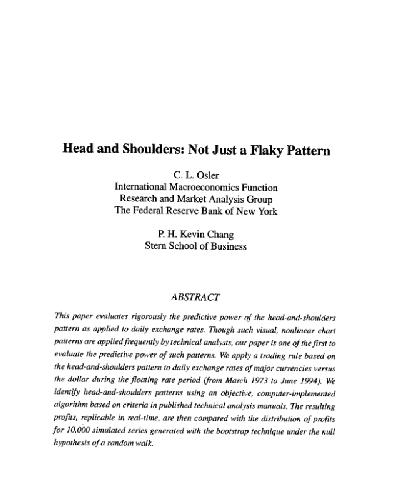 Head and Shoulders: Not Just a Flaky Pattern
C. L. Osler
International Macroeconomics Function
Research and Market Analysis Group
The Federal Reserve Bank of New York
P. H. Kevin Chang
Stern School of Business
ABSTRACT
This paper evaluates rigorously the predictive power of the head-and-shoulders
pattern as applied to daily exchange rates. Though such visual, nonlinear chart
patterns are applied frequently by technical analysts, our paper is one of the first to
evaluate the predictive power of such patterns. We apply a trading rule based on
the head-and-shoulders pattern to daily exchange rates of major currencies versus
the dollar during the floating rate period (from March 1973 to June 1994). We
identify head-and-shoulders patterns using an objective, computer-implemented
algorithm based on criteria in published technical analysis manuals. The resulting
profits, replicable in real-time, are then compared with the distribution of profits
for 10,000 simulated series generated with the bootstrap technique under the null
hypothesis of a random walk.